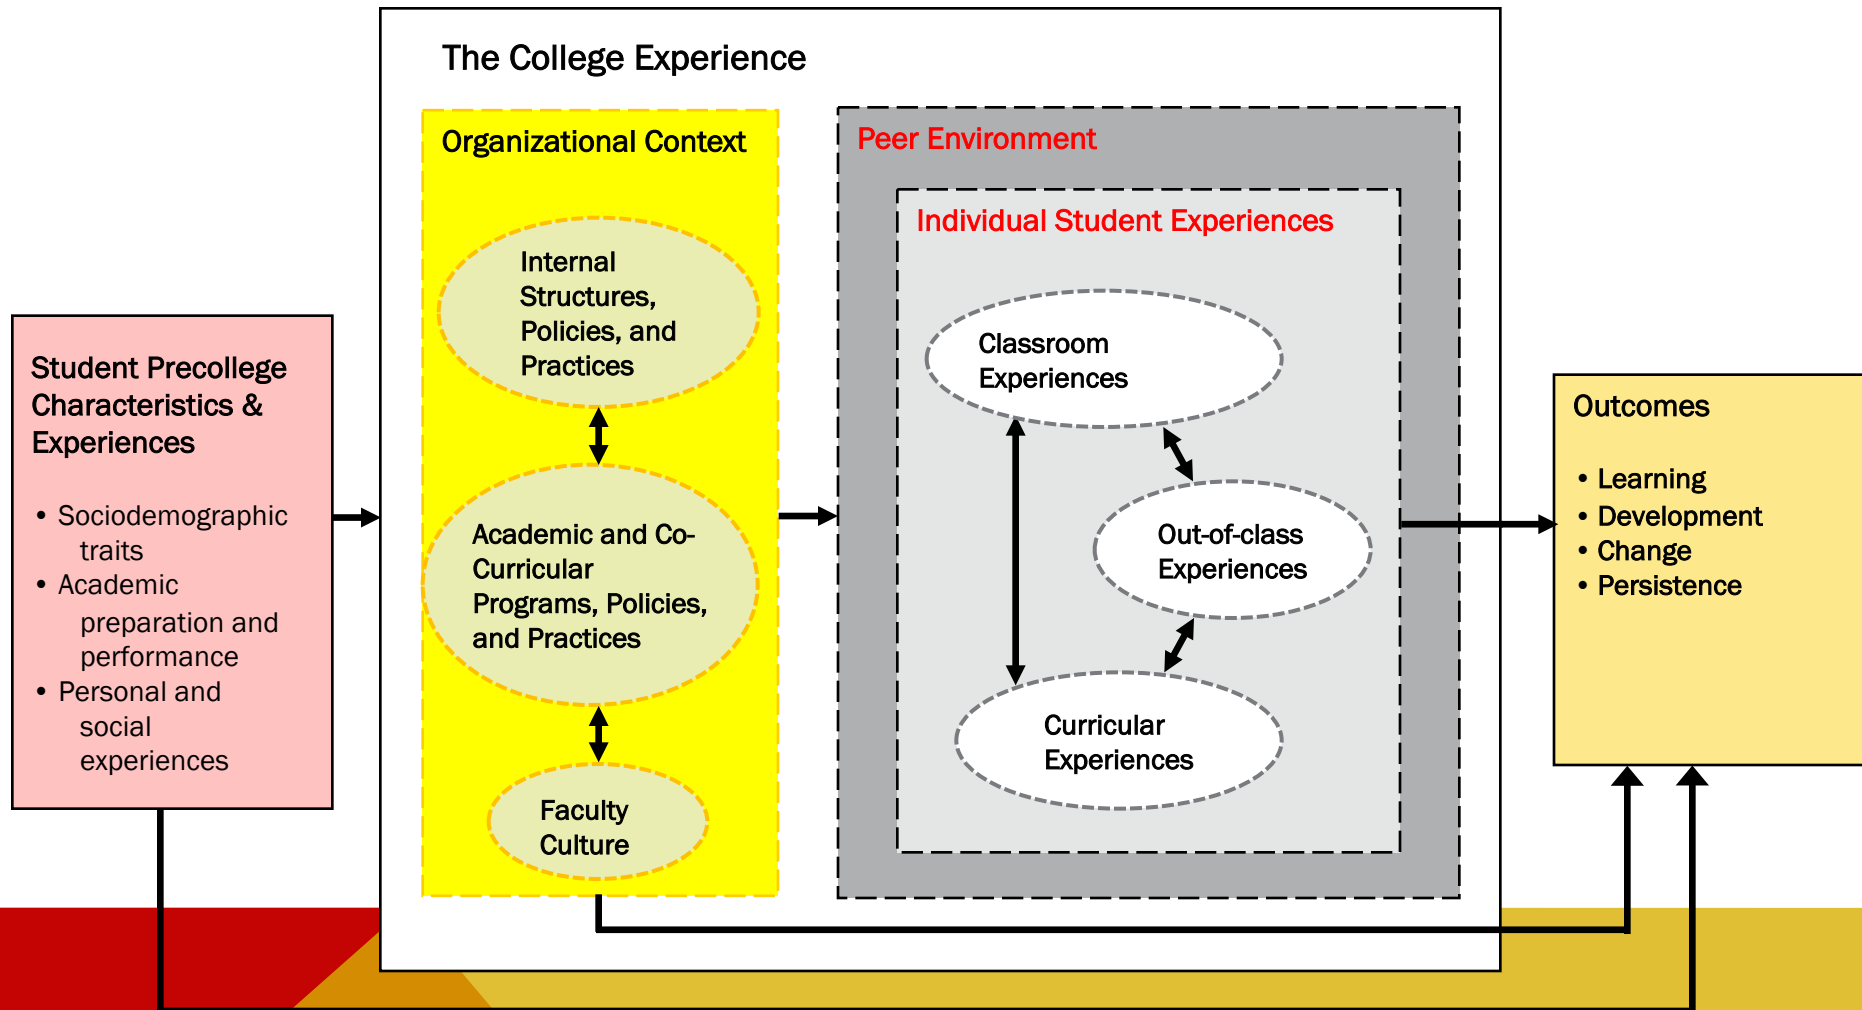 The College Experience
Organizational Context
Internal
Structures,
Policies, and
Practices
Academic and Co-
Curricular
Programs, Policies,
and Practices
Faculty
Culture
Peer Environment
Individual Student Experiences
Classroom
Experiences
Out-of-class
Experiences
Curricular
Experiences
Student Precollege
Characteristics &
Experiences
• Sociodemographic
traits
• Academic
preparation and
performance
• Personal and
social
experiences
Outcomes
• Learning
• Development
• Change
• Persistence